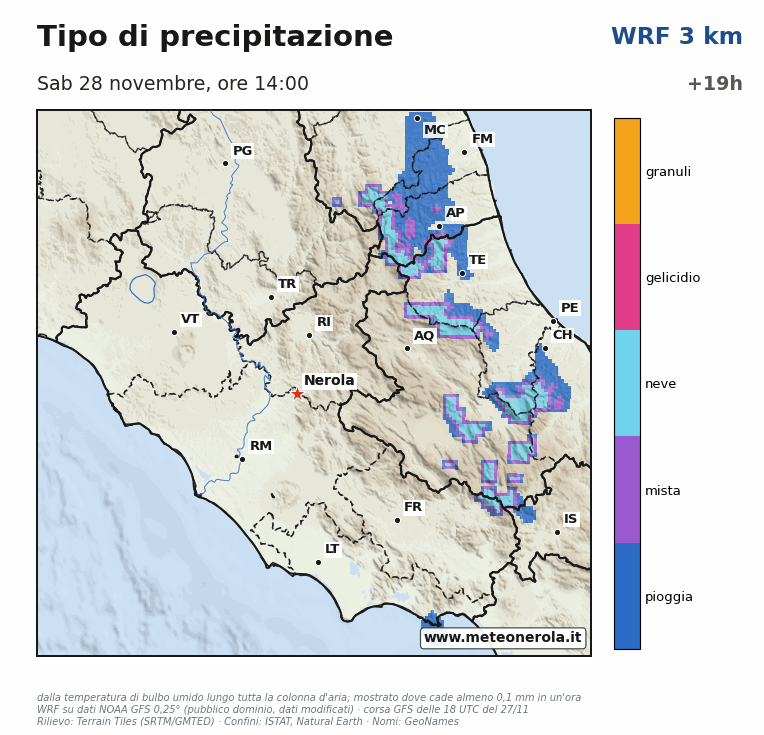 Tipo di precipitazione
WRF 3 km
Sab 28 novembre, ore 14:00
+19h
MC
FM
PG
AP
TE
TR
PE
VT
RI
AQ
CH
Nerola
RM
FR
IS
LT
www.meteonerola.it
granuli
gelicidio
neve
mista
pioggia
dalla temperatura di bulbo umido lungo tutta la colonna d'aria; mostrato dove cade almeno 0,1 mm in un'ora
WRF su dati NOAA GFS 0,25° (pubblico dominio, dati modificati) · corsa GFS delle 18 UTC del 27/11
Rilievo: Terrain Tiles (SRTM/GMTED) · Confini: ISTAT, Natural Earth · Nomi: GeoNames